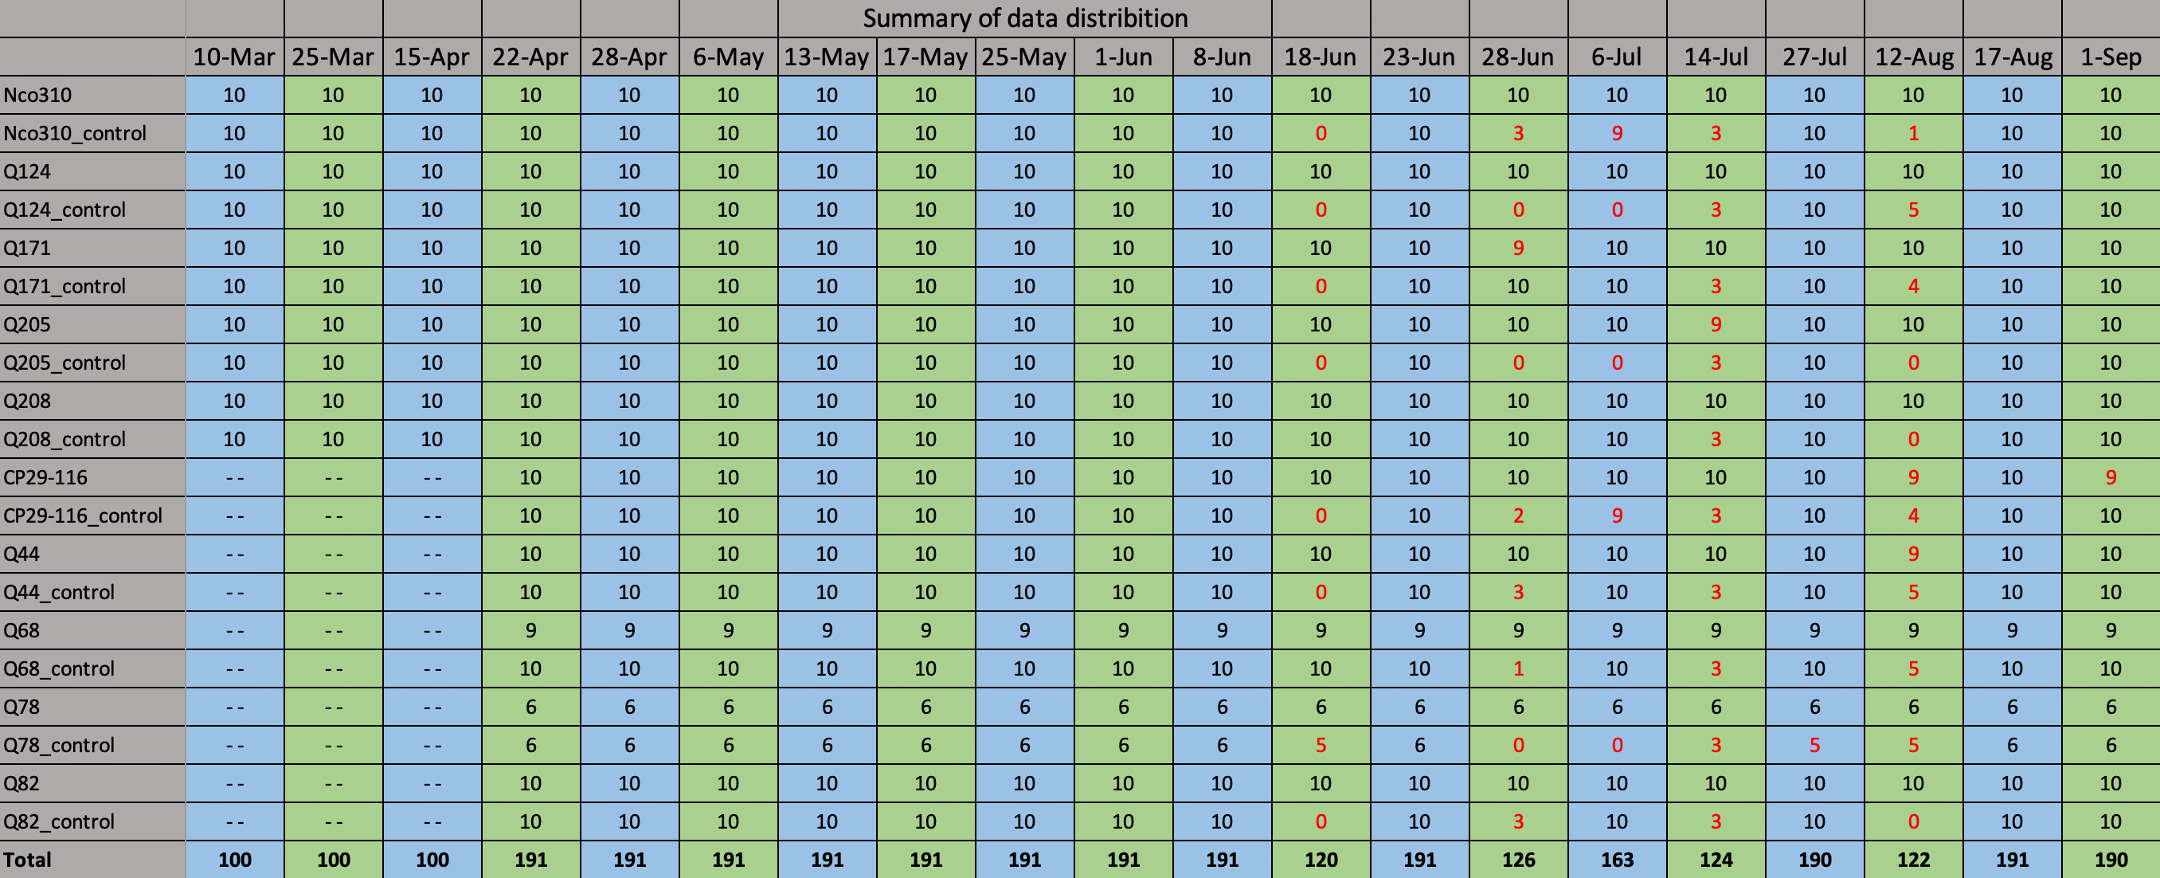 Summary of data distribition
10-Mar 25-Mar 15-Apr 22-Apr 28-Apr 6-May 13-May 17-May 25-May 1-Jun 8-Jun 18-Jun 23-Jun 28-Jun 6-Jul 14-Jul 27-Jul 12-Aug 17-Aug 1-Sep
Nco310 10 10 10 10 10 10 10 10 10 10 10 10 10 10 10 10 10 10 10 10
Nco310_control 10 10 10 10 10 10 10 10 10 10 10 0 10 3 9 3 10 1 10 10
Q124 10 10 10 10 10 10 10 10 10 10 10 10 10 10 10 10 10 10 10 10
Q124_control 10 10 10 10 10 10 10 10 10 10 10 0 10 0 0 3 10 5 10 10
Q171 10 10 10 10 10 10 10 10 10 10 10 10 10 9 10 10 10 10 10 10
Q171_control 10 10 10 10 10 10 10 10 10 10 10 0 10 10 10 3 10 4 10 10
Q205 10 10 10 10 10 10 10 10 10 10 10 10 10 10 10 9 10 10 10 10
Q205_control 10 10 10 10 10 10 10 10 10 10 10 0 10 0 0 3 10 0 10 10
Q208 10 10 10 10 10 10 10 10 10 10 10 10 10 10 10 10 10 10 10 10
Q208_control 10 10 10 10 10 10 10 10 10 10 10 10 10 10 10 3 10 0 10 10
CP29-116 -- -- -- 10 10 10 10 10 10 10 10 10 10 10 10 10 10 9 10 9
CP29-116_control -- -- -- 10 10 10 10 10 10 10 10 0 10 2 9 3 10 4 10 10
Q44 -- -- -- 10 10 10 10 10 10 10 10 10 10 10 10 10 10 9 10 10
Q44_control -- -- -- 10 10 10 10 10 10 10 10 0 10 3 10 3 10 5 10 10
Q68 -- -- -- 9 9 9 9 9 9 9 9 9 9 9 9 9 9 9 9 9
Q68_control -- -- -- 10 10 10 10 10 10 10 10 10 10 1 10 3 10 5 10 10
Q78 -- -- -- 6 6 6 6 6 6 6 6 6 6 6 6 6 6 6 6 6
Q78_control -- -- -- 6 6 6 6 6 6 6 6 5 6 0 0 3 5 5 6 6
Q82 -- -- -- 10 10 10 10 10 10 10 10 10 10 10 10 10 10 10 10 10
Q82_control -- -- -- 10 10 10 10 10 10 10 10 0 10 3 10 3 10 0 10 10
Total 100 100 100 191 191 191 191 191 191 191 191 120 191 126 163 124 190 122 191 190